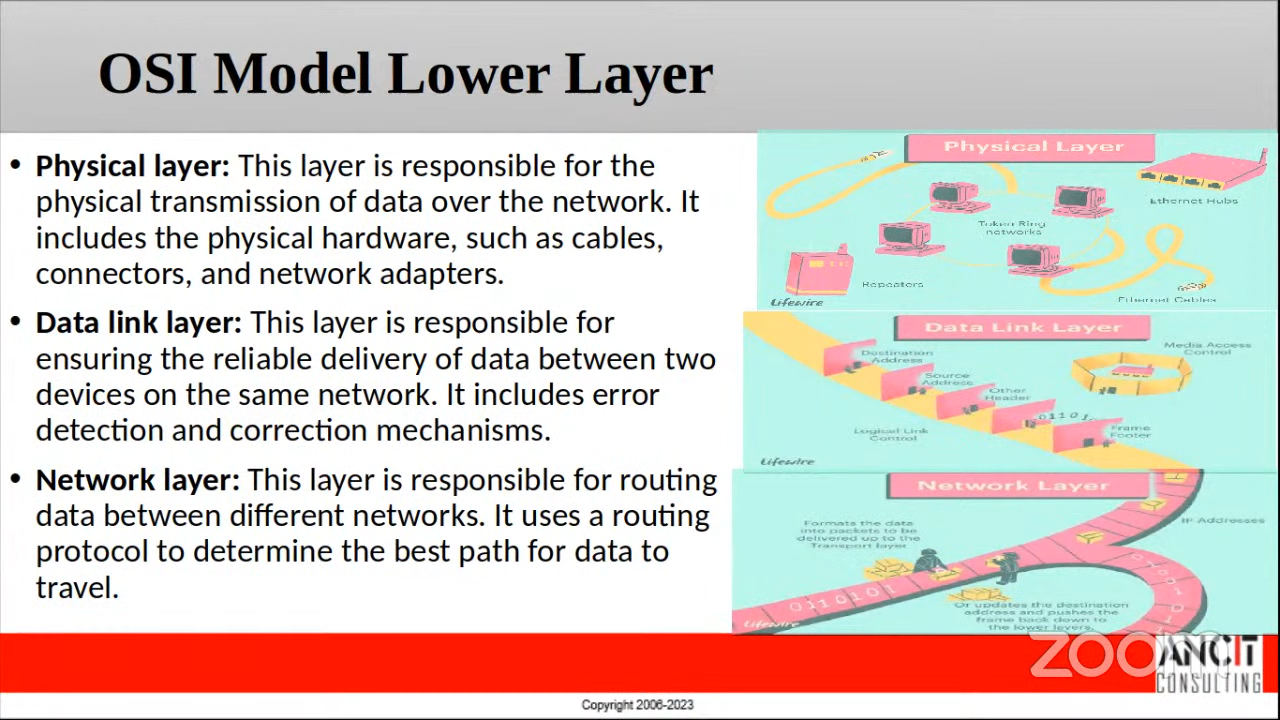 OSI Model Lower Layer
• Physical layer: This layer is responsible for the
physical transmission of data over the network. It
includes the physical hardware, such as cables,
connectors, and network adapters.
• Data link layer: This layer is responsible for
ensuring the reliable delivery of data between two
devices on the same network. It includes error
detection and correction mechanisms.
• Network layer: This layer is responsible for routing
data between different networks. It uses a routing
protocol to determine the best path for data to
travel.
Physical Layer
Ethernet Hubs
Token Ring
networks
Repeaters
Ethernet Cables
Lifewire
Data Link Layer
Media Access
Control
Destination
Address
Source
Address
Other
Header
01101
Logical Link
Control
Frame
Footer
Lifewire
Network Layer
IP Addresses
Formats the data
into packets to be
delivered up to the
Transport layer
0110101
Or updates the destination
address and pushes the
frame back down to
the lower levers.
Lifewire
zoom
ANCIT
CONSULTING
Copyright 2006-2023